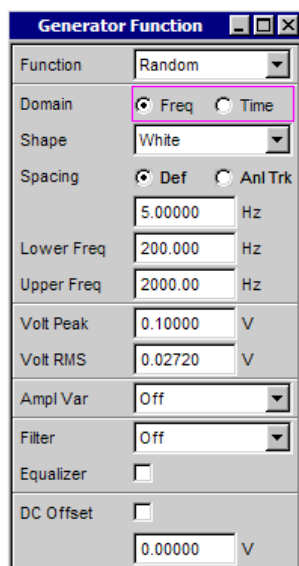 Generator Function
Function Random
Domain Freq Time
Shape White
Spacing Def Anl Trk
5.00000 Hz
Lower Freq 200.000 Hz
Upper Freq 2000.00 Hz
Volt Peak 0.10000 V
Volt RMS 0.02720 V
Ampl Var Off
Filter Off
Equalizer
DC Offset
0.00000 V